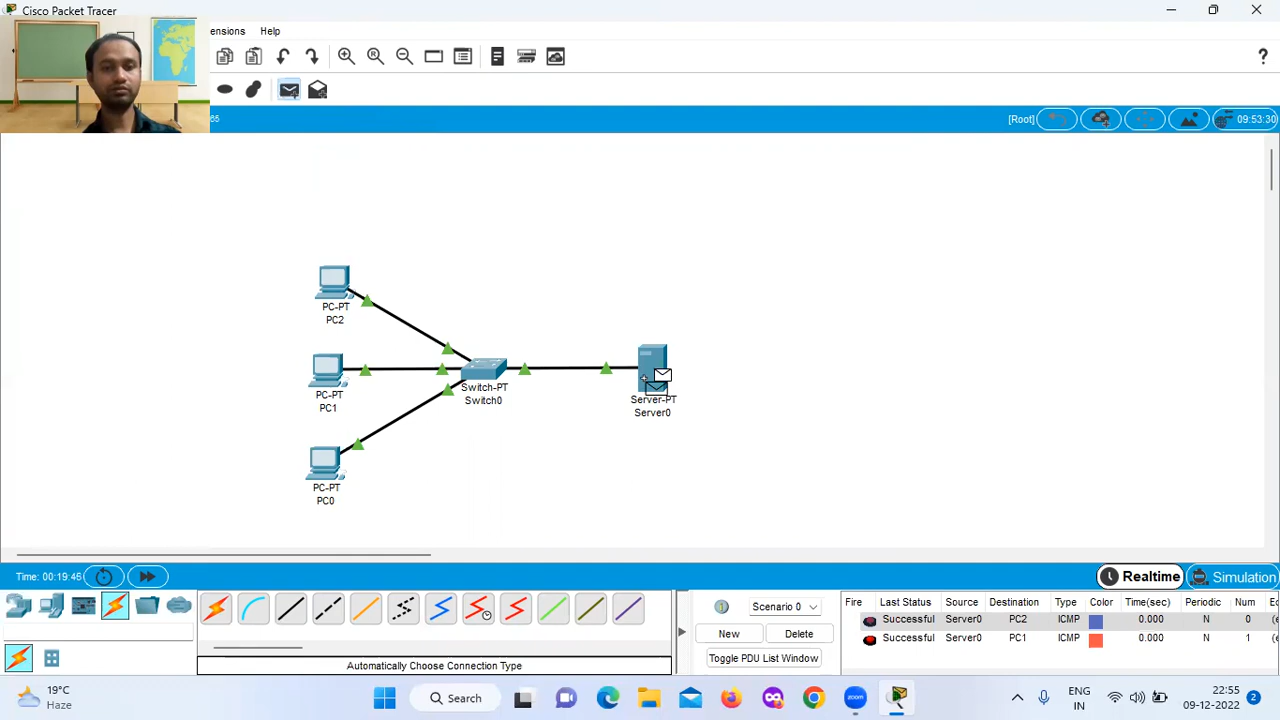 Cisco Packet Tracer
ensions Help
?
65
[Root]
09:53:30
PC-PT
PC2
PC-PT
PC1
Switch-PT
Switch0
Server-PT
Server0
PC-PT
PC0
Time: 00:19:46
Realtime
Simulation
Scenario 0
New
Delete
Toggle PDU List Window
Automatically Choose Connection Type
Fire Last Status Source Destination Type Color Time(sec) Periodic Num
Successful Server0 PC2 ICMP 0.000 N 0
Successful Server0 PC1 ICMP 0.000 N 1
19°C
Haze
Search
ENG
IN
22:55
09-12-2022
2